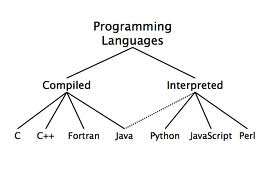 Programming
Languages
Compiled Interpreted
C C++ Fortran Java Python JavaScript Perl